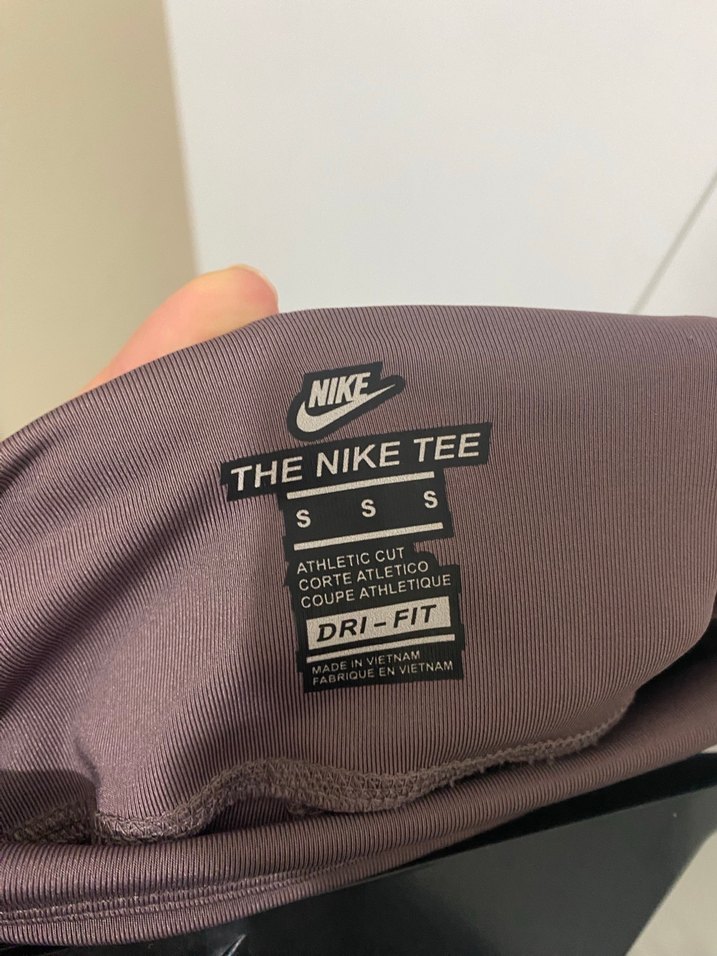 NIKE
THE NIKE TEE
S S S
ATHLETIC CUT
CORTE ATLETICO
COUPE ATHLETIQUE
DRI-FIT
MADE IN VIETNAM
FABRIQUE EN VIETNAM